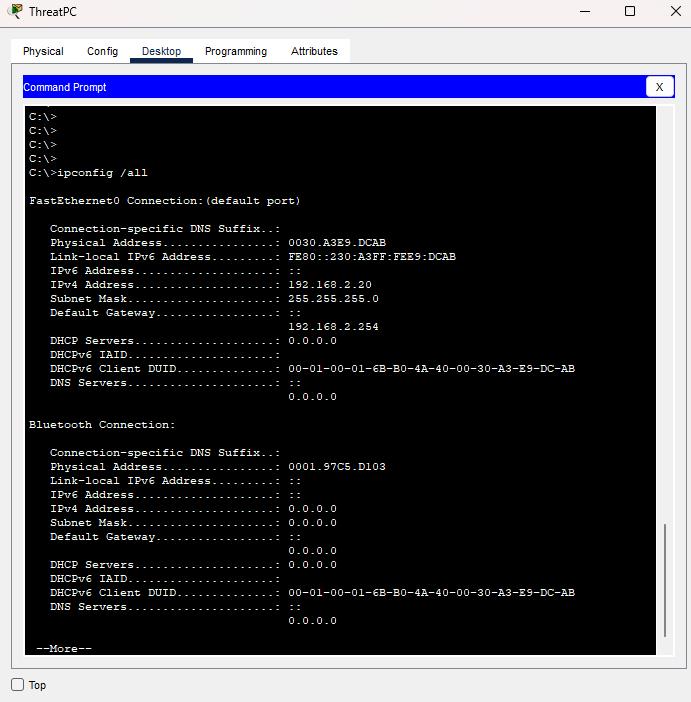 ThreatPC
Physical Config Desktop Programming Attributes
Command Prompt X
C:\>
C:\>
C:\>
C:\>
C:\>ipconfig /all
FastEthernet0 Connection:(default port)
Connection-specific DNS Suffix..:
Physical Address................: 0030.A3E9.DCAB
Link-local IPv6 Address.........: FE80::230:A3FF:FEE9:DCAB
IPv6 Address....................: ::
IPv4 Address....................: 192.168.2.20
Subnet Mask.....................: 255.255.255.0
Default Gateway.................: ::
192.168.2.254
DHCP Servers....................: 0.0.0.0
DHCPv6 IAID.....................:
DHCPv6 Client DUID..............: 00-01-00-01-6B-B0-4A-40-00-30-A3-E9-DC-AB
DNS Servers.....................: ::
0.0.0.0
Bluetooth Connection:
Connection-specific DNS Suffix..:
Physical Address................: 0001.97C5.D103
Link-local IPv6 Address.........: ::
IPv6 Address....................: ::
IPv4 Address....................: 0.0.0.0
Subnet Mask.....................: 0.0.0.0
Default Gateway.................: ::
0.0.0.0
DHCP Servers....................: 0.0.0.0
DHCPv6 IAID.....................:
DHCPv6 Client DUID..............: 00-01-00-01-6B-B0-4A-40-00-30-A3-E9-DC-AB
DNS Servers.....................: ::
0.0.0.0
--More--
Top